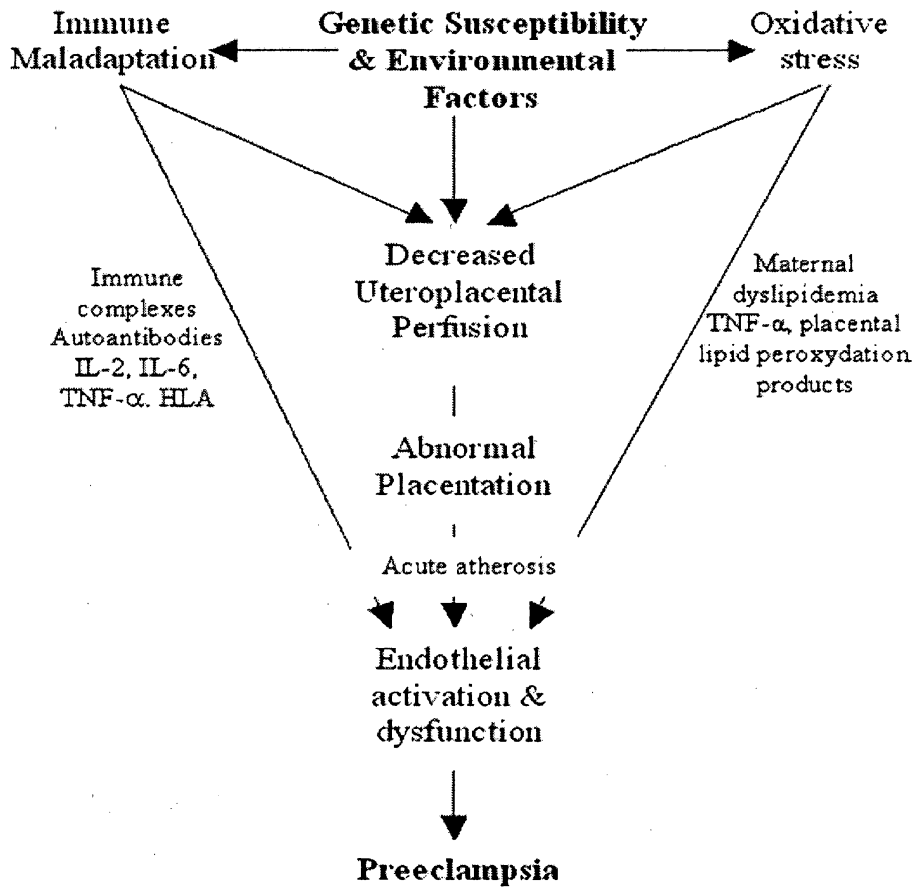 Immune
Maladaptation
Genetic Susceptibility
& Environmental
Factors
Oxidative
stress
Decreased
Uteroplacental
Perfusion
Immune
complexes
Autoantibodies
IL-2, IL-6,
TNF-α. HLA
Maternal
dyslipidemia
TNF-α, placental
lipid peroxydation
products
Abnormal
Placentation
Acute atherosis
Endothelial
activation &
dysfunction
Preeclampsia